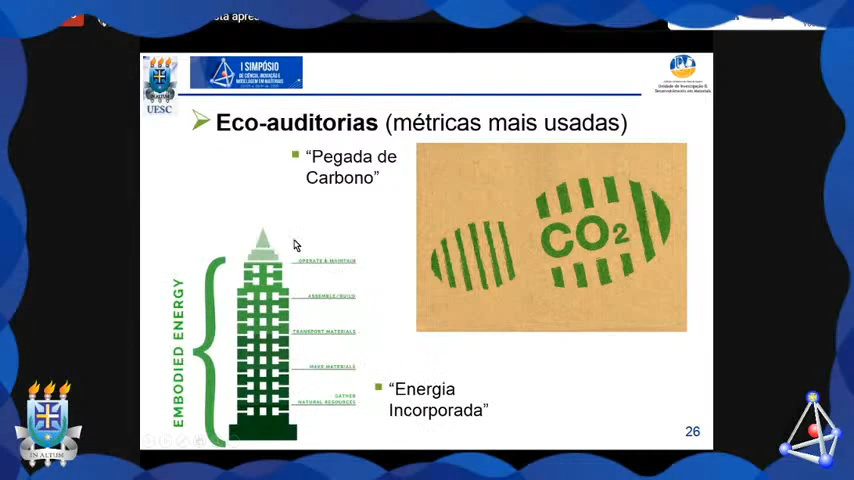 I SIMPÓSIO
DE CIÊNCIA, INOVAÇÃO E
MODELAGEM EM MATERIAIS
UESC
Eco-auditorias (métricas mais usadas)
“Pegada de
Carbono”
CO2
OPERATE & MAINTAIN
ASSEMBLE/BUILD
TRANSPORT MATERIALS
MAKE MATERIALS
GATHER
NATURAL RESOURCES
EMBODIED ENERGY
“Energia
Incorporada”
26
IN ALTUM